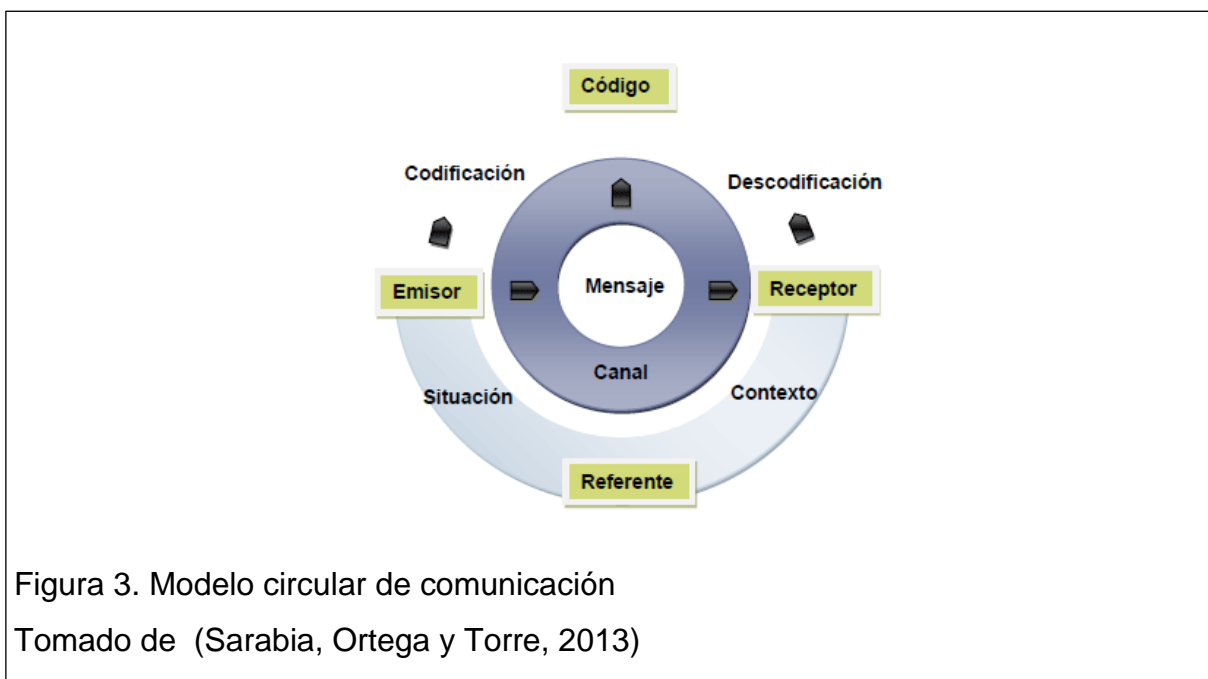 Código
Codificación
Descodificación
Emisor
Mensaje
Receptor
Canal
Situación
Contexto
Referente
Figura 3. Modelo circular de comunicación
Tomado de (Sarabia, Ortega y Torre, 2013)